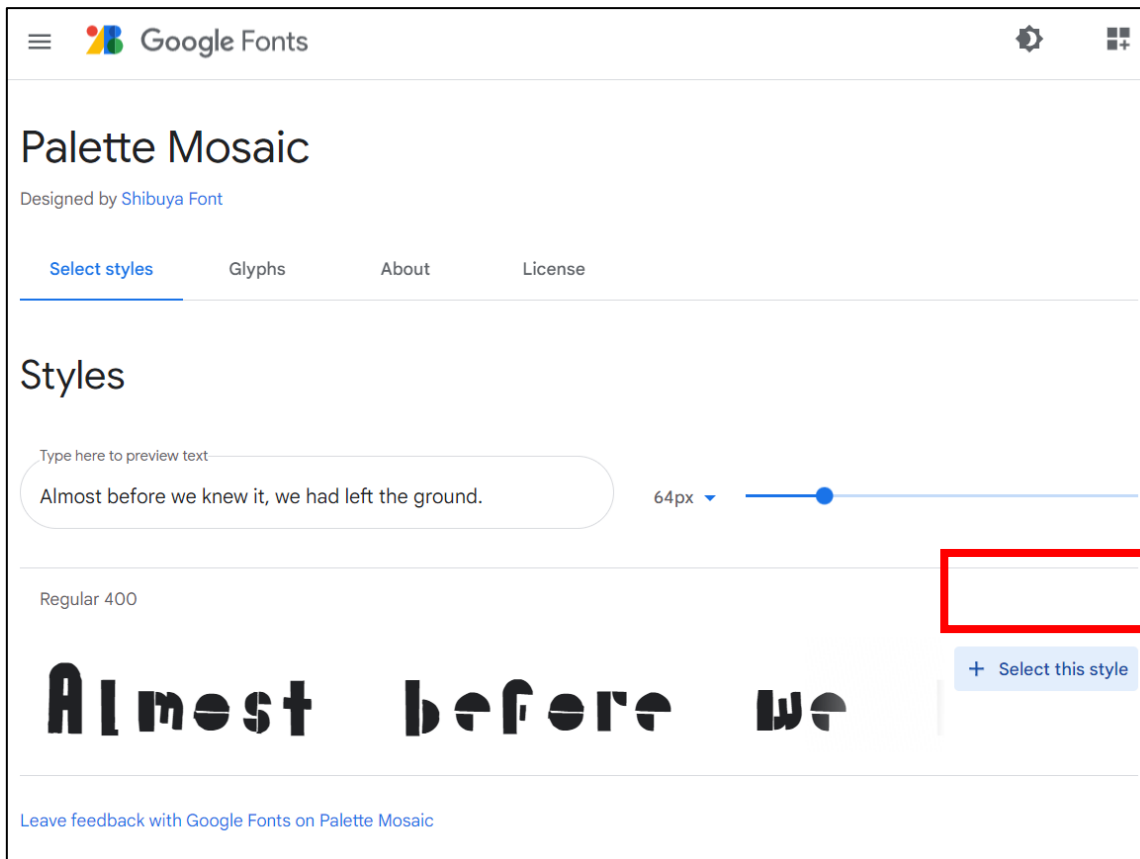 Google Fonts
Palette Mosaic
Designed by Shibuya Font
Select styles Glyphs About License
Styles
Type here to preview text
Almost before we knew it, we had left the ground.
64px
Regular 400
+ Select this style
Almost before we
Leave feedback with Google Fonts on Palette Mosaic